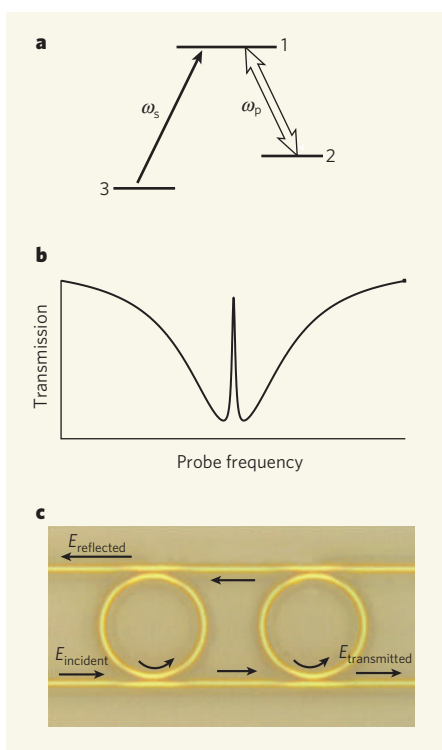 a
1
ωs
ωp
2
3
b
Transmission
Probe frequency
c
Ereflected
Eincident
Etransmitted